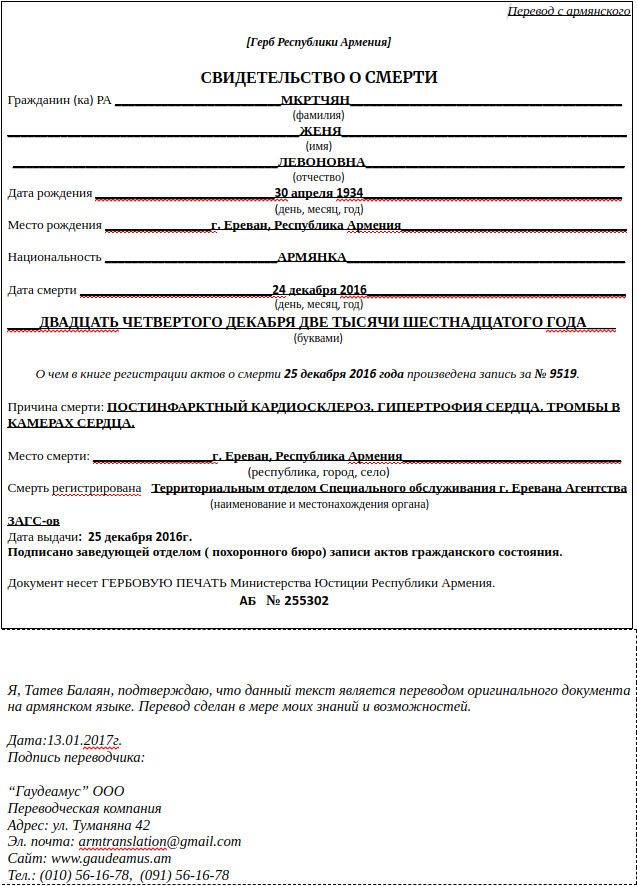 Перевод с армянского
[Герб Республики Армения]
СВИДЕТЕЛЬСТВО О СМЕРТИ
Гражданин (ка) РА МКРТЧЯН
(фамилия)
ЖЕНЯ
(имя)
ЛЕВОНОВНА
(отчество)
Дата рождения 30 апреля 1934
(день, месяц, год)
Место рождения г. Ереван, Республика Армения
Национальность АРМЯНКА
Дата смерти 24 декабря 2016
(день, месяц, год)
ДВАДЦАТЬ ЧЕТВЕРТОГО ДЕКАБРЯ ДВЕ ТЫСЯЧИ ШЕСТНАДЦАТОГО ГОДА
(буквами)
О чем в книге регистрации актов о смерти 25 декабря 2016 года произведена запись за № 9519.
Причина смерти: ПОСТИНФАРКТНЫЙ КАРДИОСКЛЕРОЗ. ГИПЕРТРОФИЯ СЕРДЦА. ТРОМБЫ В
КАМЕРАХ СЕРДЦА.
Место смерти: г. Ереван, Республика Армения
(республика, город, село)
Смерть регистрирована Территориальным отделом Специального обслуживания г. Еревана Агентства
(наименование и местонахождения органа)
ЗАГС-ов
Дата выдачи: 25 декабря 2016г.
Подписано заведующей отделом ( похоронного бюро) записи актов гражданского состояния.
Документ несет ГЕРБОВУЮ ПЕЧАТЬ Министерства Юстиции Республики Армения.
АБ № 255302
Я, Татев Балаян, подтверждаю, что данный текст является переводом оригинального документа
на армянском языке. Перевод сделан в мере моих знаний и возможностей.
Дата:13.01.2017г.
Подпись переводчика:
“Гаудеамус” ООО
Переводческая компания
Адрес: ул. Туманяна 42
Эл. почта: armtranslation@gmail.com
Сайт: www.gaudeamus.am
Тел.: (010) 56-16-78, (091) 56-16-78